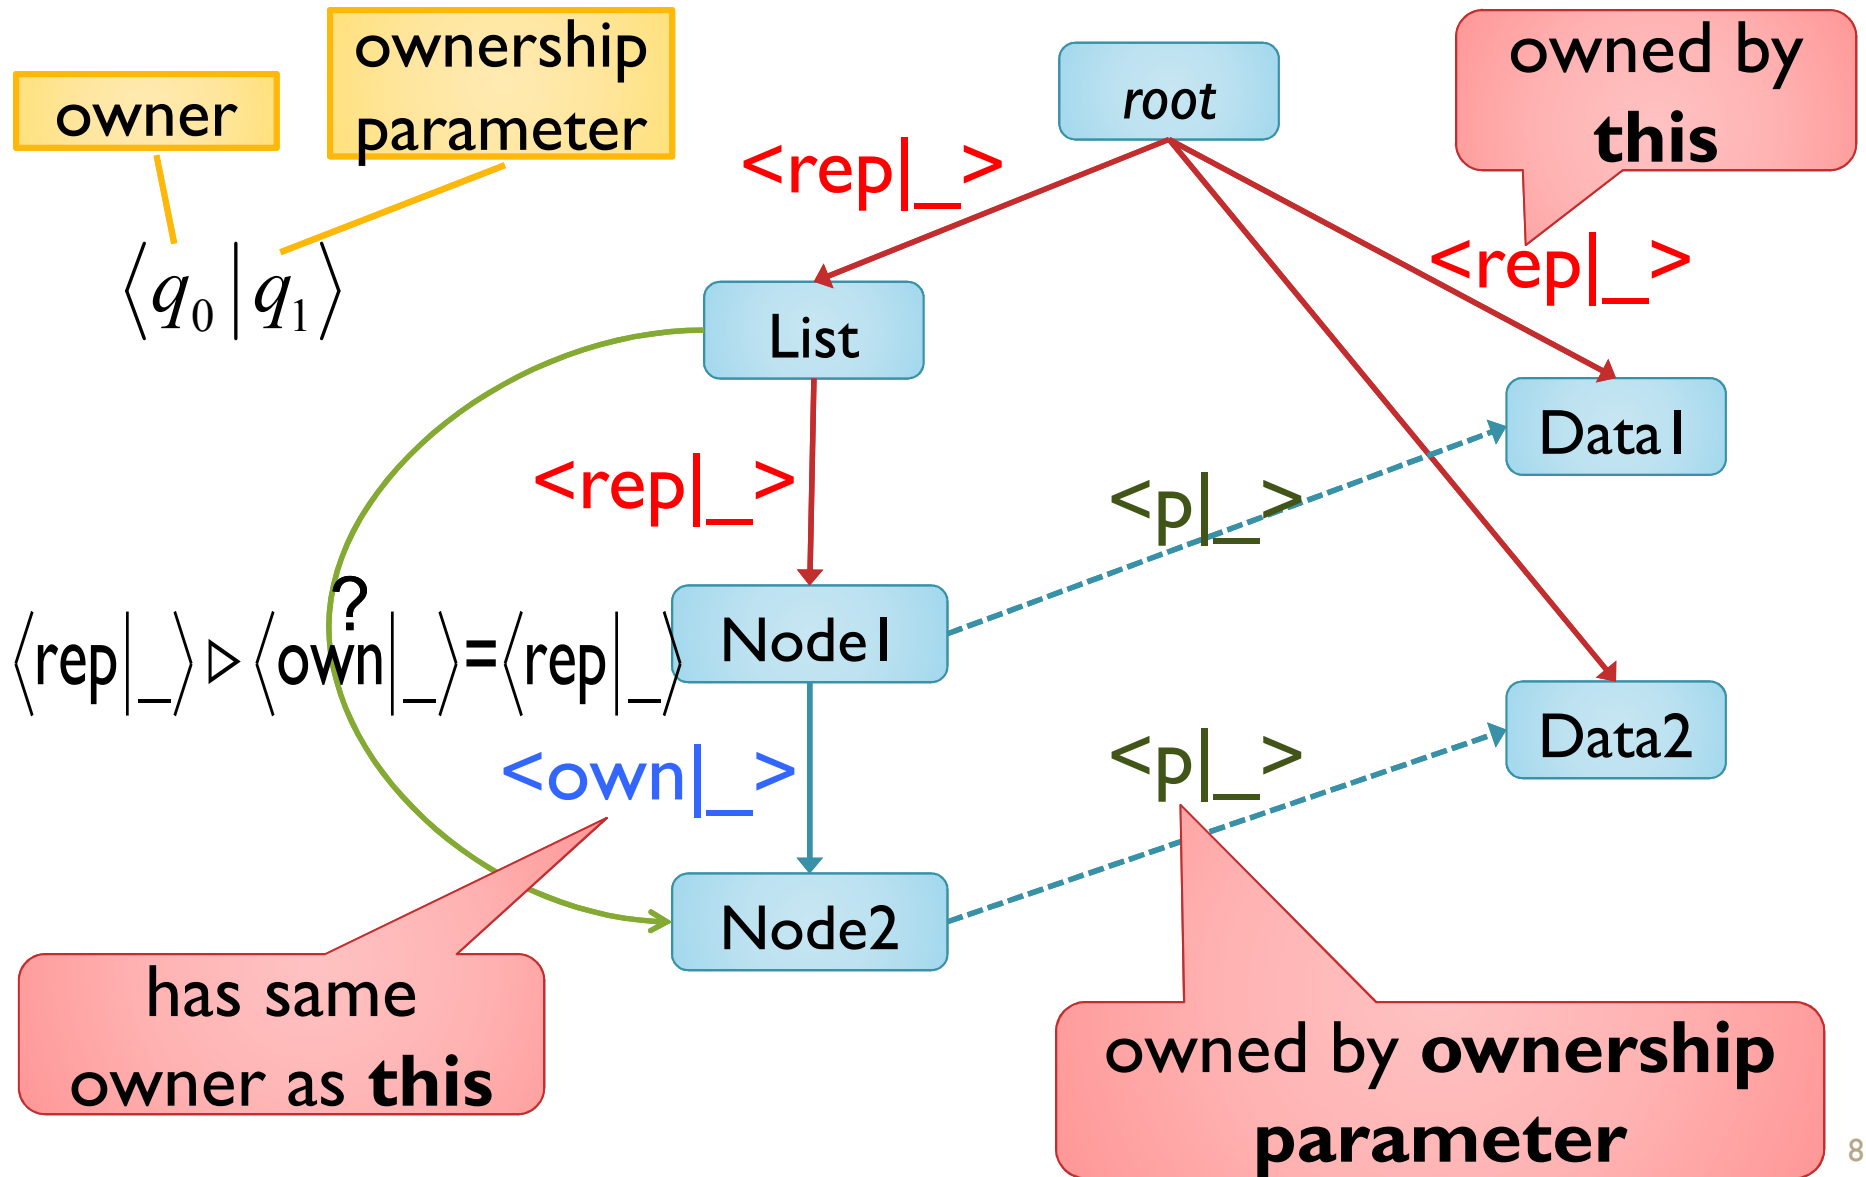 owner
ownership
parameter
⟨q₀|q₁⟩
root
owned by
this
<rep|_>
<rep|_>
List
Data1
<rep|_>
<p|_>
?
⟨rep|_⟩ ▷ ⟨own|_⟩=⟨rep|_⟩
Node1
<own|_>
<p|_>
Data2
Node2
has same
owner as this
owned by ownership
parameter
8